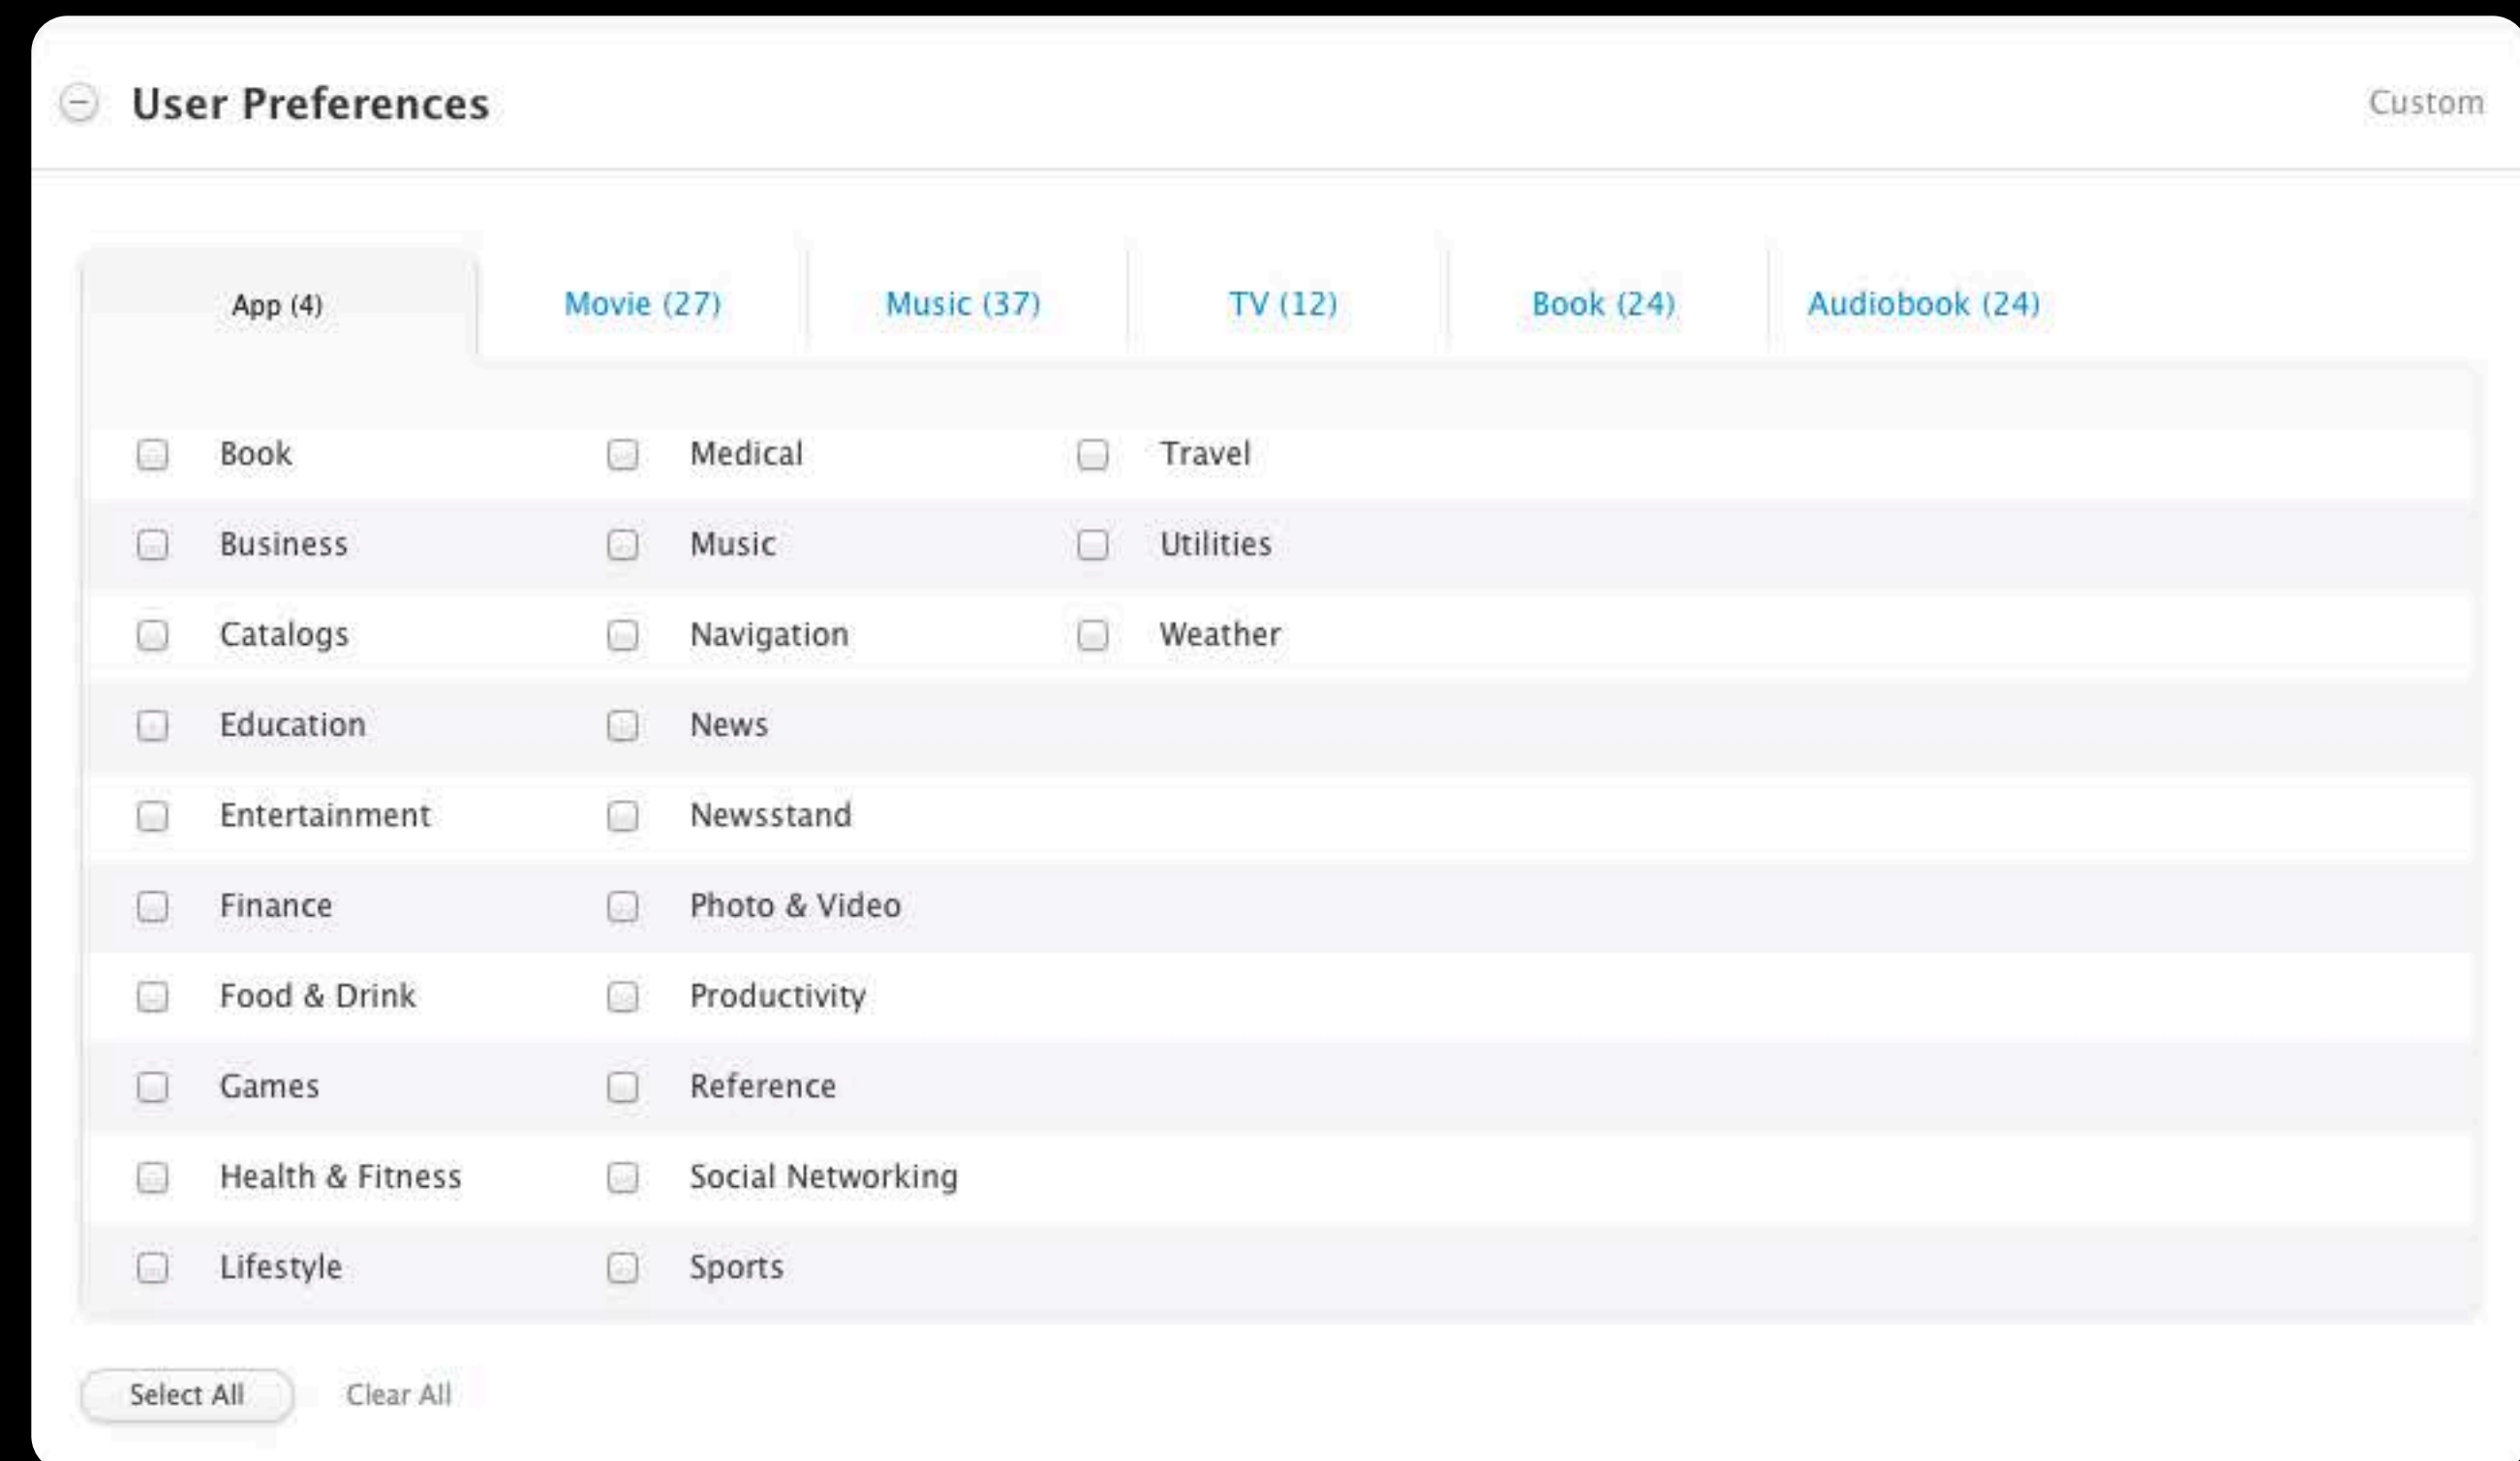 User Preferences Custom
App (4) Movie (27) Music (37) TV (12) Book (24) Audiobook (24)
Book Medical Travel
Business Music Utilities
Catalogs Navigation Weather
Education News
Entertainment Newsstand
Finance Photo & Video
Food & Drink Productivity
Games Reference
Health & Fitness Social Networking
Lifestyle Sports
Select All Clear All